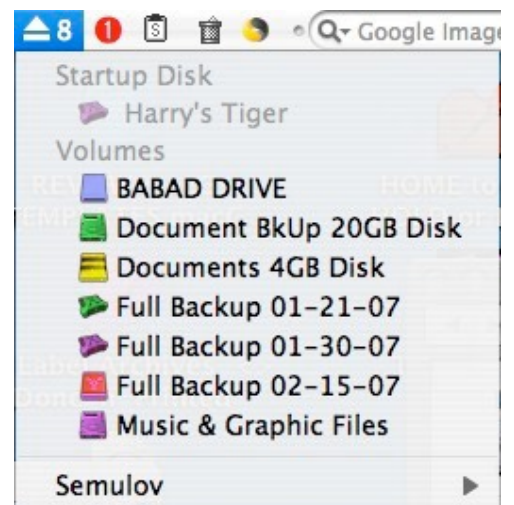 8 1 S Google Image
Startup Disk
Harry's Tiger
Volumes
BABAD DRIVE
Document BkUp 20GB Disk
Documents 4GB Disk
Full Backup 01-21-07
Full Backup 01-30-07
Full Backup 02-15-07
Music & Graphic Files
Semulov